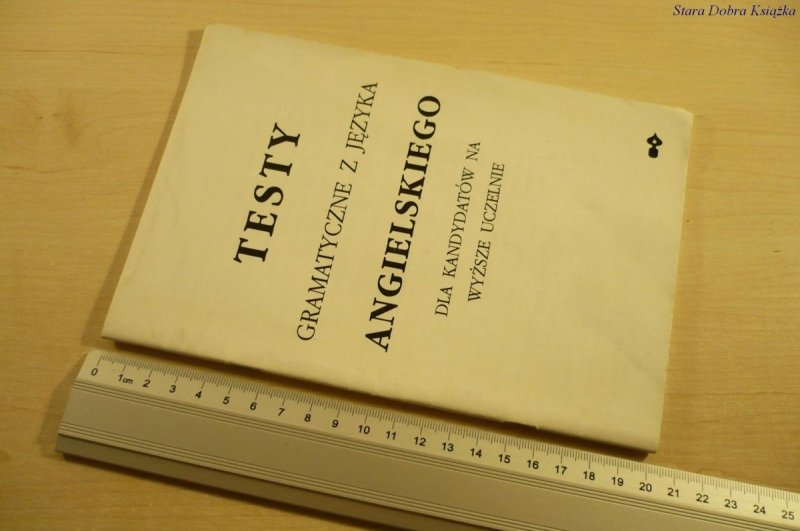 Stara Dobra Książka
TESTY
GRAMATYCZNE Z JĘZYKA
ANGIELSKIEGO
DLA KANDYDATÓW NA
WYŻSZE UCZELNIE
0 1cm 2 3 4 5 6 7 8 9 10 11 12 13 14 15 16 17 18 19 20 21 22 23 24 25